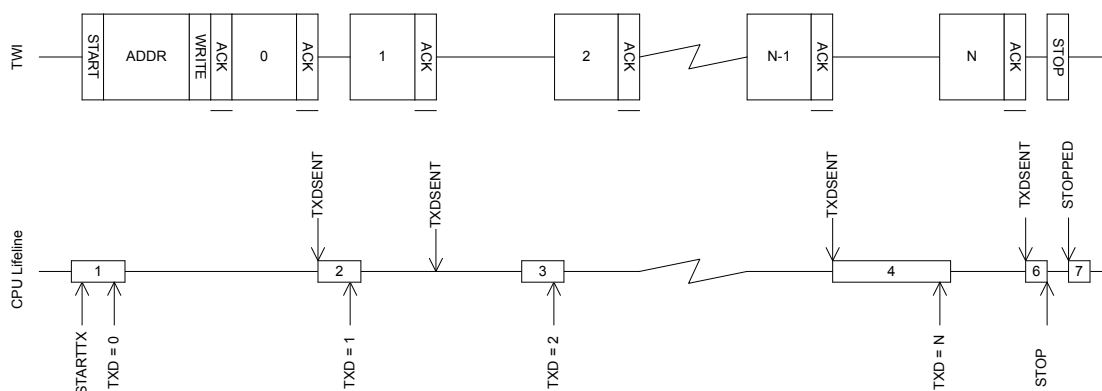 TWI
START
ADDR
WRITE
ACK
0
ACK
1
ACK
2
ACK
N-1
ACK
N
ACK
STOP
CPU Lifeline
TXDSENT
TXDSENT
TXDSENT
TXDSENT
STOPPED
1
2
3
4
6
7
STARTTX
TXD = 0
TXD = 1
TXD = 2
TXD = N
STOP